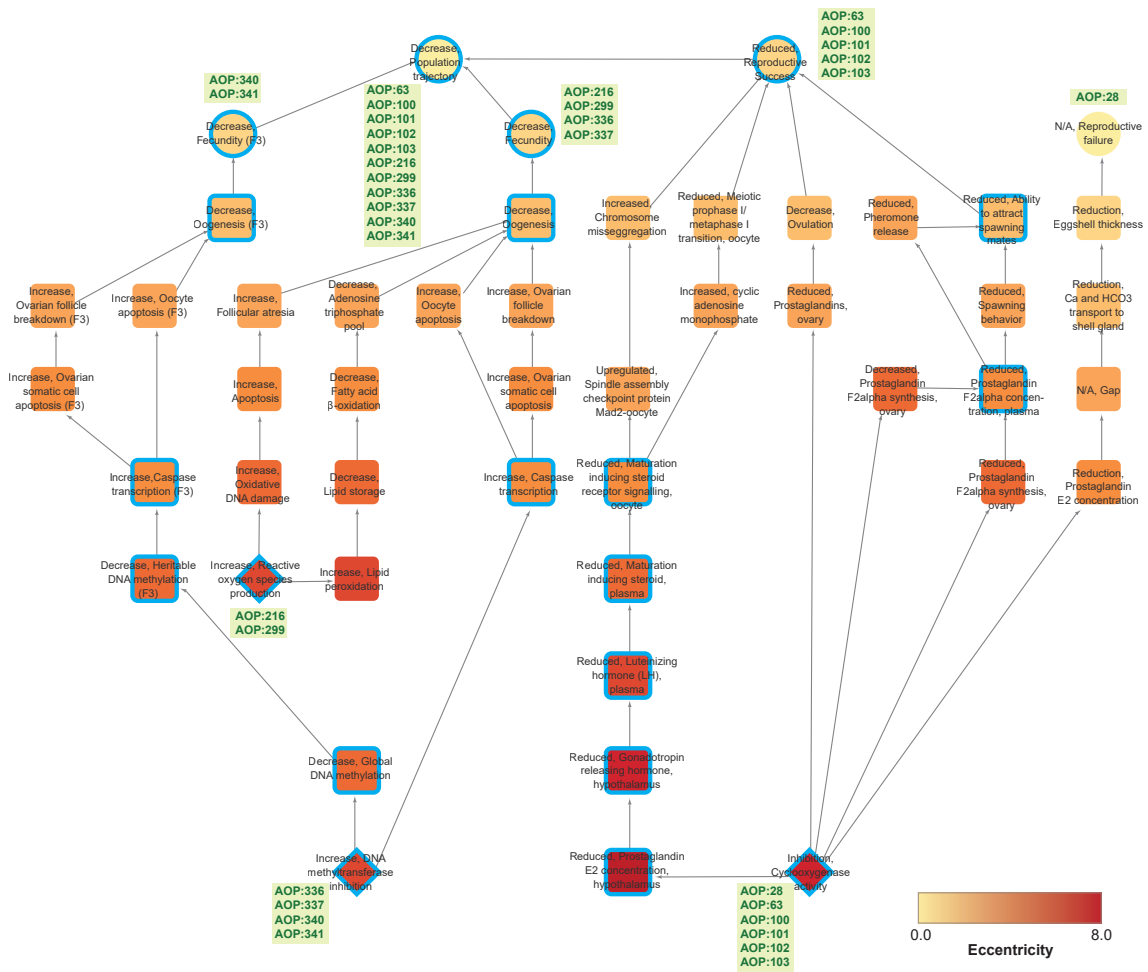 Decrease,
Population
trajectory
Reduced,
Reproductive
Success
AOP:63
AOP:100
AOP:101
AOP:102
AOP:103
AOP:340
AOP:341
AOP:63
AOP:100
AOP:101
AOP:102
AOP:103
AOP:216
AOP:299
AOP:336
AOP:337
AOP:340
AOP:341
AOP:216
AOP:299
AOP:336
AOP:337
AOP:28
Decrease,
Fecundity (F3)
Decrease,
Fecundity
N/A, Reproductive
failure
Decrease,
Oogenesis (F3)
Decrease,
Oogenesis
Increased,
Chromosome
misseggregation
Reduced, Meiotic
prophase I/
metaphase I
transition, oocyte
Decrease,
Ovulation
Reduced,
Pheromone
release
Reduced, Ability
to attract
spawning
mates
Reduction,
Eggshell thickness
Increase,
Ovarian follicle
breakdown (F3)
Increase, Oocyte
apoptosis (F3)
Increase,
Follicular atresia
Decrease,
Adenosine
triphosphate
pool
Increase,
Oocyte
apoptosis
Increase, Ovarian
follicle
breakdown
Increased, cyclic
adenosine
monophosphate
Reduced,
Prostaglandins,
ovary
Reduced,
Spawning
behavior
Reduction,
Ca and HCO3
transport to
shell gland
Increase, Ovarian
somatic cell
apoptosis (F3)
Increase,
Apoptosis
Decrease,
Fatty acid
β-oxidation
Increase, Ovarian
somatic cell
apoptosis
Upregulated,
Spindle assembly
checkpoint protein
Mad2-oocyte
Decreased,
Prostaglandin
F2alpha synthesis,
ovary
Reduced,
Prostaglandin
F2alpha concen-
tration, plasma
N/A, Gap
Increase,Caspase
transcription (F3)
Increase,
Oxidative
DNA damage
Decrease,
Lipid storage
Increase, Caspase
transcription
Reduced, Maturation
inducing steroid
receptor signalling,
oocyte
Reduced,
Prostaglandin
F2alpha synthesis,
ovary
Reduction,
Prostaglandin
E2 concentration
Decrease, Heritable
DNA methylation
(F3)
Increase, Reactive
oxygen species
production
Increase, Lipid
peroxidation
Reduced, Maturation
inducing steroid,
plasma
AOP:216
AOP:299
Reduced, Luteinizing
hormone (LH),
plasma
Decrease, Global
DNA methylation
Reduced, Gonadotropin
releasing hormone,
hypothalamus
Increase, DNA
methyltransferase
inhibition
Reduced, Prostaglandin
E2 concentration,
hypothalamus
Inhibition,
Cyclooxygenase
activity
AOP:336
AOP:337
AOP:340
AOP:341
AOP:28
AOP:63
AOP:100
AOP:101
AOP:102
AOP:103
0.0
8.0
Eccentricity